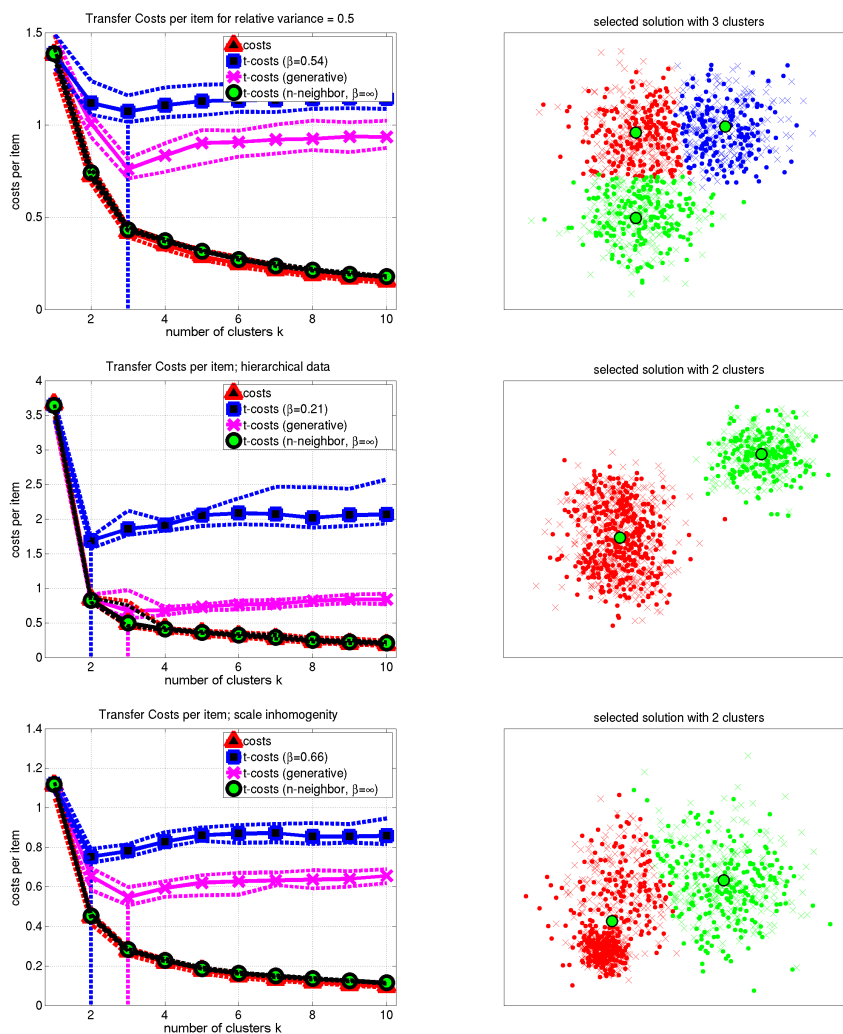 Transfer Costs per item for relative variance = 0.5
costs
t-costs (β=0.54)
t-costs (generative)
t-costs (n-neighbor, β=∞)
costs per item
1.5
1
0.5
0
2 4 6 8 10
number of clusters k
selected solution with 3 clusters
Transfer Costs per item; hierarchical data
costs
t-costs (β=0.21)
t-costs (generative)
t-costs (n-neighbor, β=∞)
costs per item
4
3.5
3
2.5
2
1.5
1
0.5
0
2 4 6 8 10
number of clusters k
selected solution with 2 clusters
Transfer Costs per item; scale inhomogenity
costs
t-costs (β=0.66)
t-costs (generative)
t-costs (n-neighbor, β=∞)
costs per item
1.4
1.2
1
0.8
0.6
0.4
0.2
0
2 4 6 8 10
number of clusters k
selected solution with 2 clusters